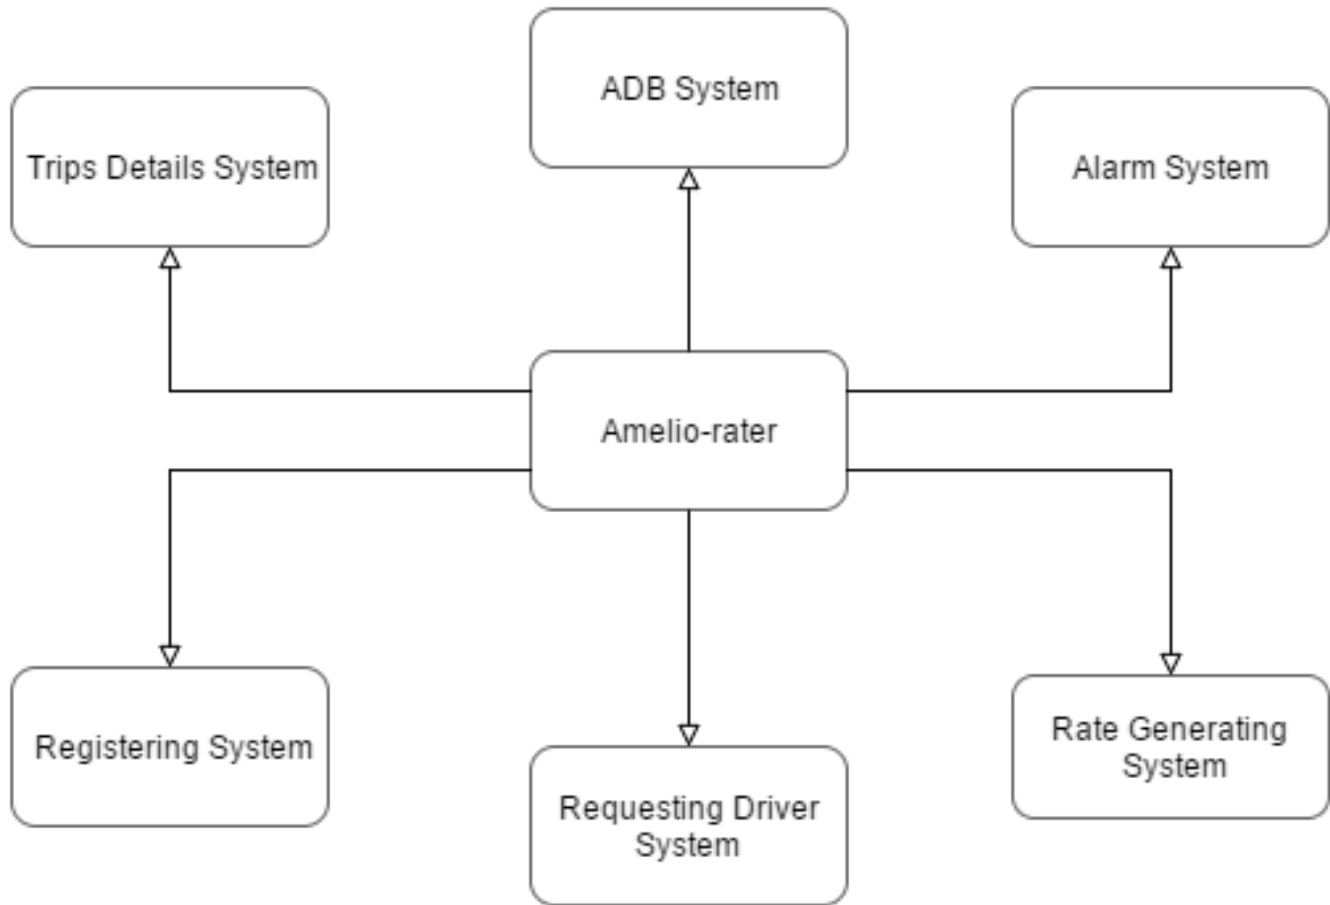 ADB System
Trips Details System
Alarm System
Amelio-rater
Registering System
Requesting Driver
System
Rate Generating
System